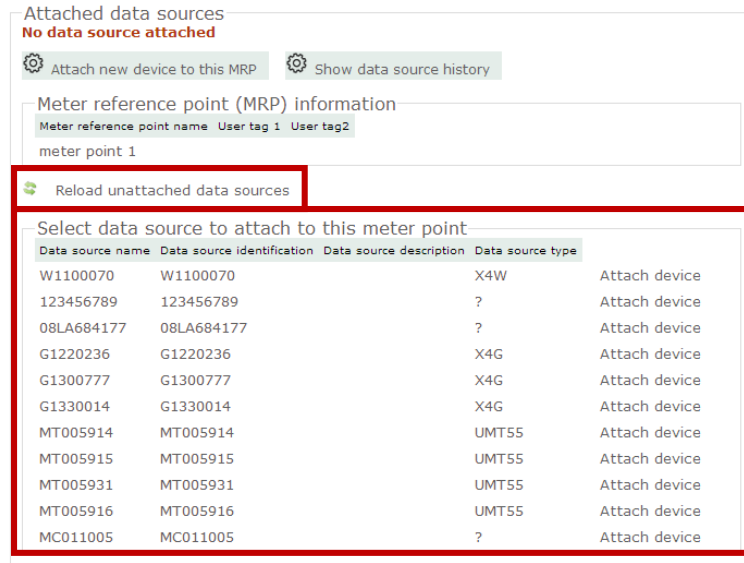 Attached data sources
No data source attached
Attach new device to this MRP Show data source history
Meter reference point (MRP) information
Meter reference point name User tag 1 User tag2
meter point 1
Reload unattached data sources
Select data source to attach to this meter point
Data source name Data source identification Data source description Data source type
W1100070 W1100070 X4W Attach device
123456789 123456789 ? Attach device
08LA684177 08LA684177 ? Attach device
G1220236 G1220236 X4G Attach device
G1300777 G1300777 X4G Attach device
G1330014 G1330014 X4G Attach device
MT005914 MT005914 UMT55 Attach device
MT005915 MT005915 UMT55 Attach device
MT005931 MT005931 UMT55 Attach device
MT005916 MT005916 UMT55 Attach device
MC011005 MC011005 ? Attach device